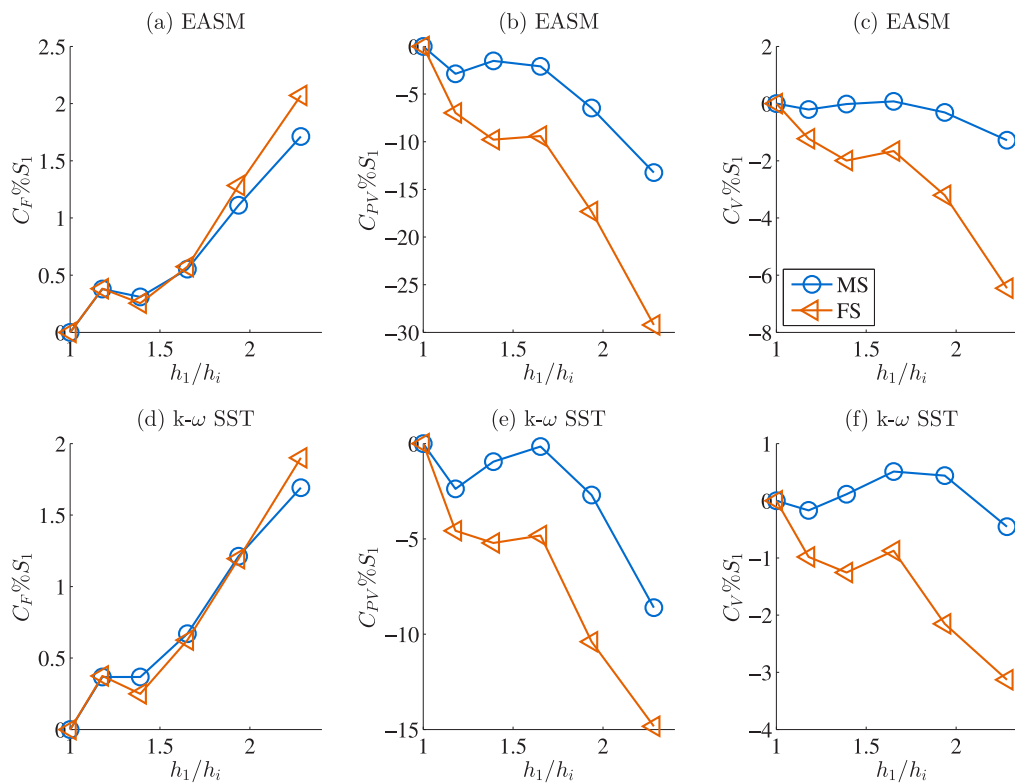 (a) EASM
C_F%S_1
2.5
2
1.5
1
0.5
0
1 1.5 2
h_1/h_i
(b) EASM
C_{PV}%S_1
0
−5
−10
−15
−20
−25
−30
1 1.5 2
h_1/h_i
(c) EASM
C_V%S_1
2
0
−2
−4
−6
−8
MS
FS
1 1.5 2
h_1/h_i
(d) k-ω SST
C_F%S_1
2
1.5
1
0.5
0
1 1.5 2
h_1/h_i
(e) k-ω SST
C_{PV}%S_1
0
−5
−10
−15
1 1.5 2
h_1/h_i
(f) k-ω SST
C_V%S_1
1
0
−1
−2
−3
−4
1 1.5 2
h_1/h_i